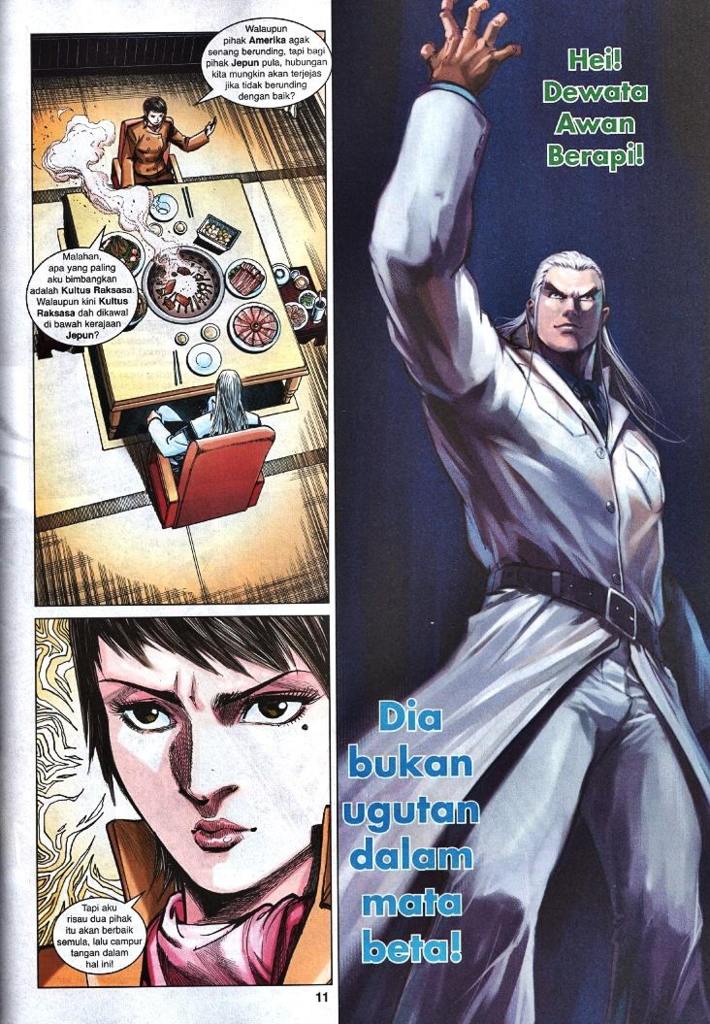 Walaupun
pihak Amerika agak
senang berunding, tapi bagi
pihak Jepun pula, hubungan
kita mungkin akan terjejas
jika tidak berunding
dengan baik?
Malahan,
apa yang paling
aku bimbangkan
adalah Kultus Raksasa.
Walaupun kini Kultus
Raksasa dah dikawal
di bawah kerajaan
Jepun?
Tapi aku
risau dua pihak
itu akan berbaik
semula, lalu campur
tangan dalam
hal ini!
11
Hei!
Dewata
Awan
Berapi!
Dia
bukan
ugutan
dalam
mata
beta!